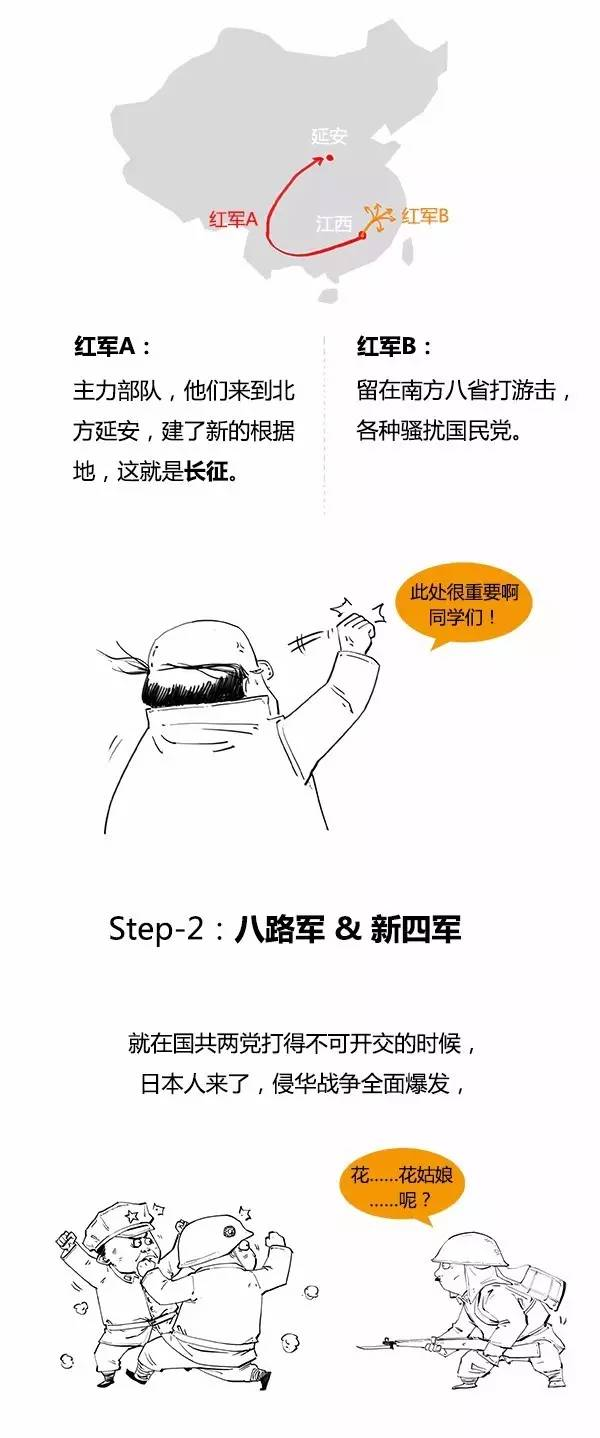 延安
红军A
江西
红军B
红军A：
主力部队，他们来到北
方延安，建了新的根据
地，这就是长征。
红军B：
留在南方八省打游击，
各种骚扰国民党。
此处很重要啊
同学们！
Step-2：八路军 & 新四军
就在国共两党打得不可开交的时候，
日本人来了，侵华战争全面爆发，
花……花姑娘
……呢？